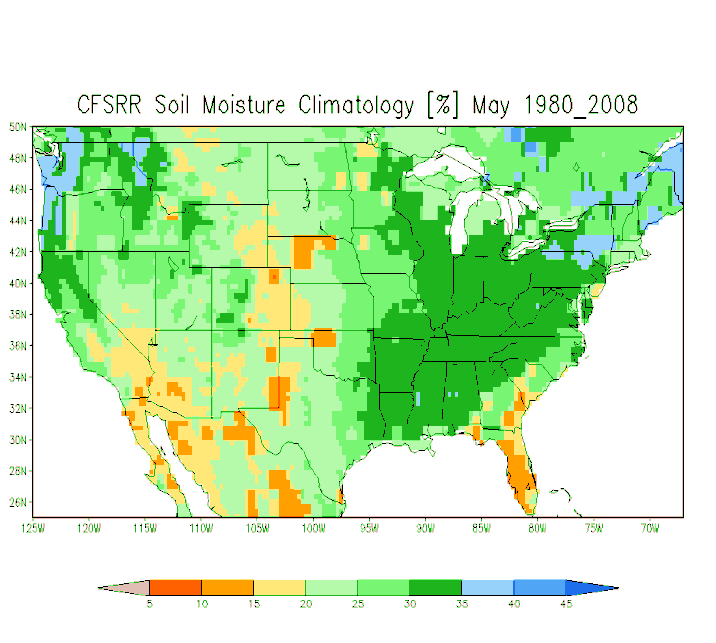 CFSRR Soil Moisture Climatology [%] May 1980_2008
50N
48N
46N
44N
42N
40N
38N
36N
34N
32N
30N
28N
26N
125W 120W 115W 110W 105W 100W 95W 90W 85W 80W 75W 70W
5 10 15 20 25 30 35 40 45